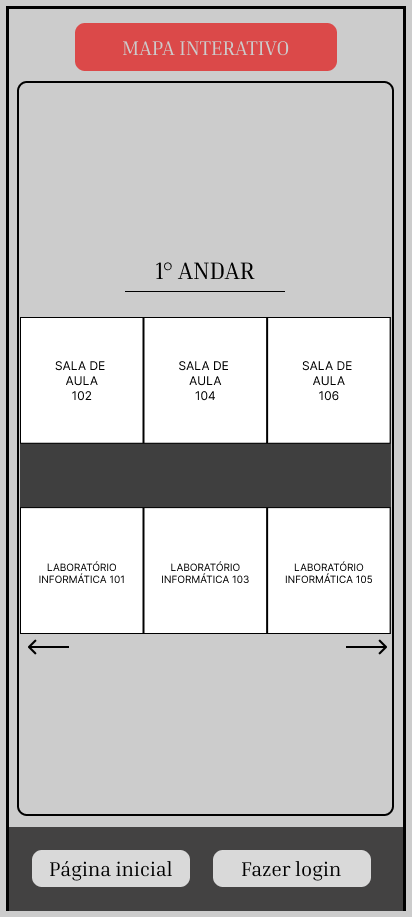 MAPA INTERATIVO
1° ANDAR
SALA DE
AULA
102
SALA DE
AULA
104
SALA DE
AULA
106
LABORATÓRIO
INFORMÁTICA 101
LABORATÓRIO
INFORMÁTICA 103
LABORATÓRIO
INFORMÁTICA 105
Página inicial
Fazer login